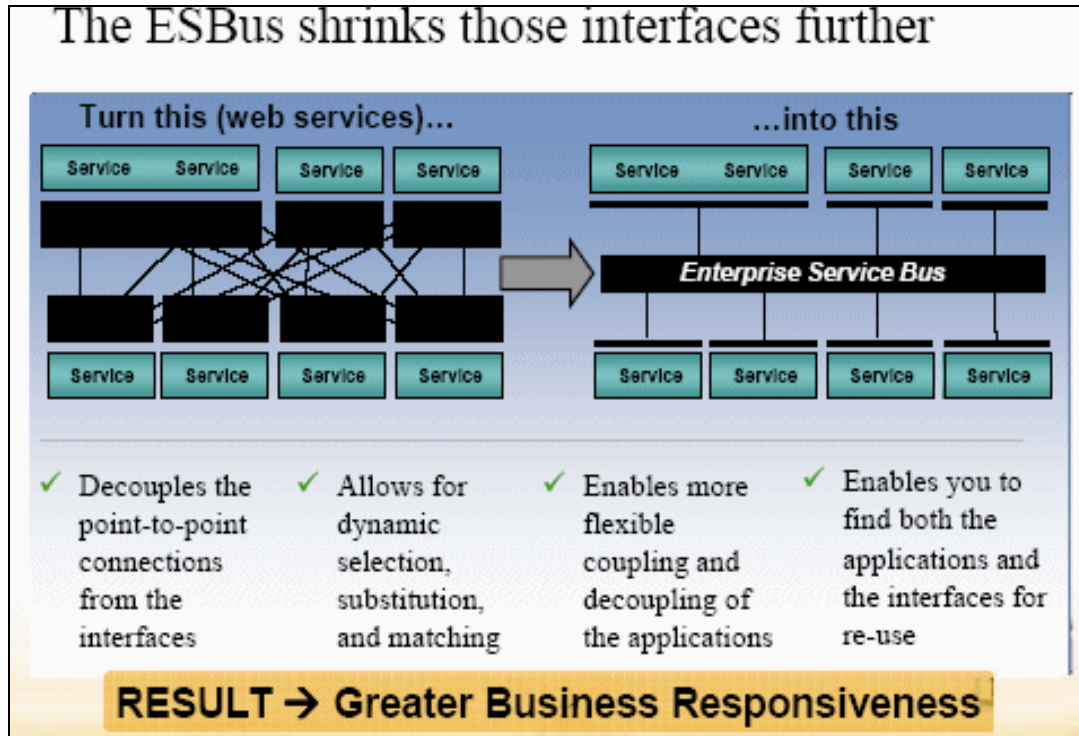 The ESBus shrinks those interfaces further
Turn this (web services)...
...into this
Service Service Service Service
Service Service Service Service
Enterprise Service Bus
Service Service Service Service
Service Service Service Service
✓ Decouples the
point-to-point
connections
from the
interfaces
✓ Allows for
dynamic
selection,
substitution,
and matching
✓ Enables more
flexible
coupling and
decoupling of
the applications
✓ Enables you to
find both the
applications and
the interfaces for
re-use
RESULT → Greater Business Responsiveness